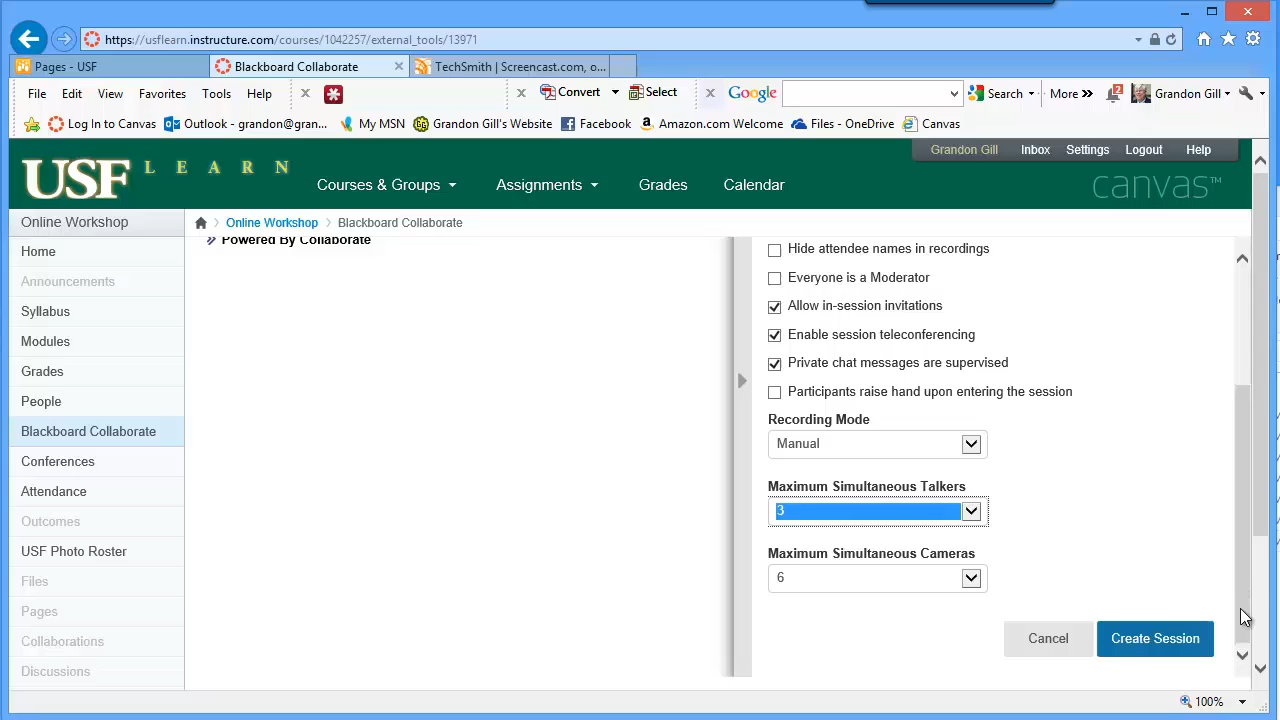 https://usflearn.instructure.com/courses/1042257/external_tools/13971
Pages - USF
Blackboard Collaborate
TechSmith | Screencast.com, o...
File Edit View Favorites Tools Help
Convert Select
Google
Search
More »
2
Grandon Gill
Log In to Canvas
Outlook - grandon@gran...
My MSN
Grandon Gill's Website
Facebook
Amazon.com Welcome
Files - OneDrive
Canvas
USF LEARN
Grandon Gill Inbox Settings Logout Help
Courses & Groups Assignments Grades Calendar
canvas™
Online Workshop
Online Workshop Blackboard Collaborate
Home
Announcements
Syllabus
Modules
Grades
People
Blackboard Collaborate
Conferences
Attendance
Outcomes
USF Photo Roster
Files
Pages
Collaborations
Discussions
Powered By Collaborate
Hide attendee names in recordings
Everyone is a Moderator
Allow in-session invitations
Enable session teleconferencing
Private chat messages are supervised
Participants raise hand upon entering the session
Recording Mode
Manual
Maximum Simultaneous Talkers
3
Maximum Simultaneous Cameras
6
Cancel
Create Session
100%